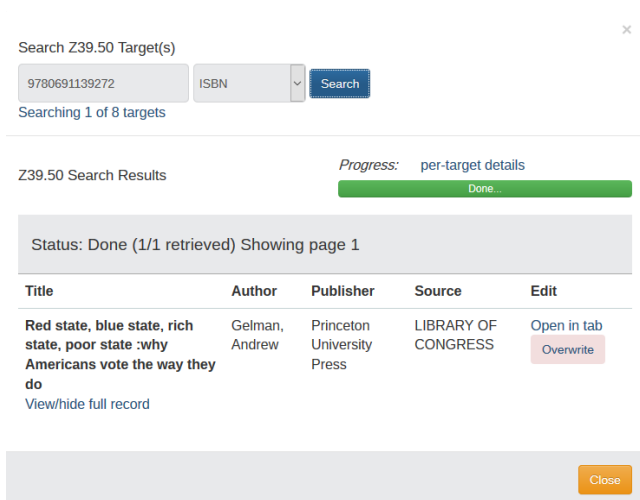 ×
Search Z39.50 Target(s)
9780691139272 ISBN Search
Searching 1 of 8 targets
Progress: per-target details
Z39.50 Search Results
Done...
Status: Done (1/1 retrieved) Showing page 1
Title Author Publisher Source Edit
Red state, blue state, rich Gelman, Princeton LIBRARY OF Open in tab
state, poor state :why Andrew University CONGRESS Overwrite
Americans vote the way they Press
do
View/hide full record
Close